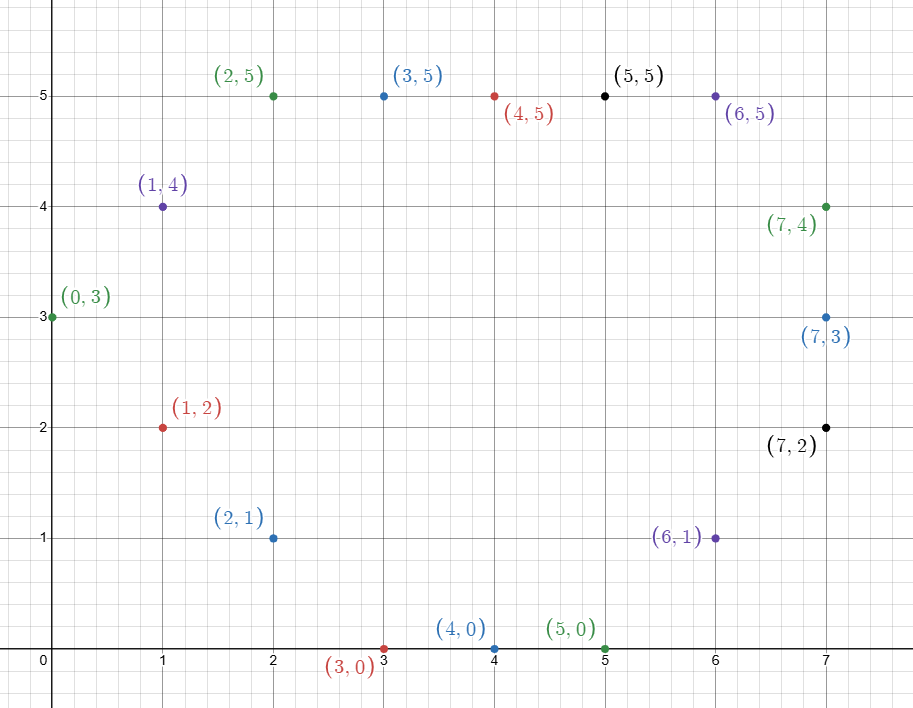 (2, 5) (3, 5) (5, 5)
5 (4, 5) (6, 5)
(1, 4)
4 (7, 4)
(0, 3)
3 (7, 3)
(1, 2)
2 (7, 2)
(2, 1)
1 (6, 1)
(4, 0) (5, 0)
0 1 2 3 4 5 6 7
(3, 0)